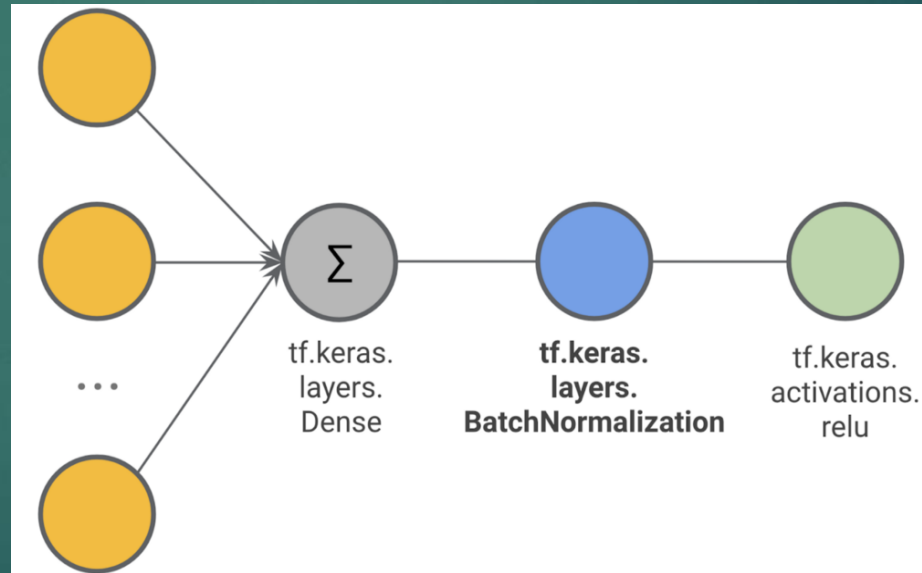 Σ
...
tf.keras.
layers.
Dense
tf.keras.
layers.
BatchNormalization
tf.keras.
activations.
relu